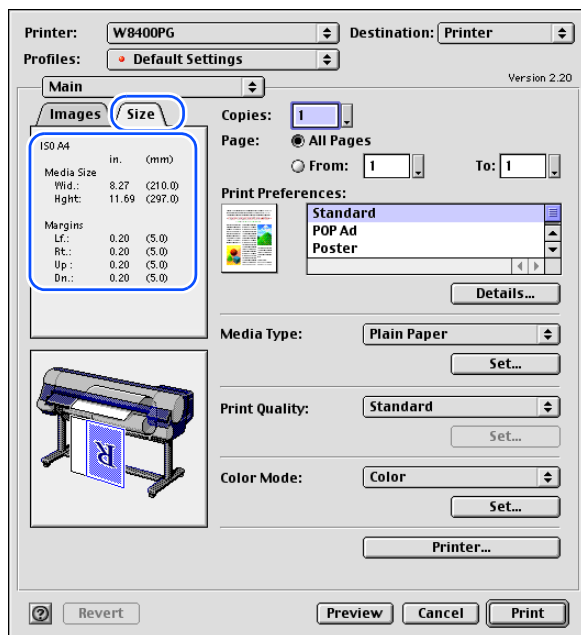 Printer: W8400PG Destination: Printer
Profiles: Default Settings
Version 2.20
Main
Images Size
ISO A4
in. (mm)
Media Size
Wid.: 8.27 (210.0)
Hght: 11.69 (297.0)
Margins
Lf.: 0.20 (5.0)
Rt.: 0.20 (5.0)
Up : 0.20 (5.0)
Dn.: 0.20 (5.0)
Copies: 1
Page: All Pages
From: 1 To: 1
Print Preferences:
Standard
POP Ad
Poster
Details...
Media Type: Plain Paper
Set...
Print Quality: Standard
Set...
Color Mode: Color
Set...
Printer...
R
? Revert Preview Cancel Print